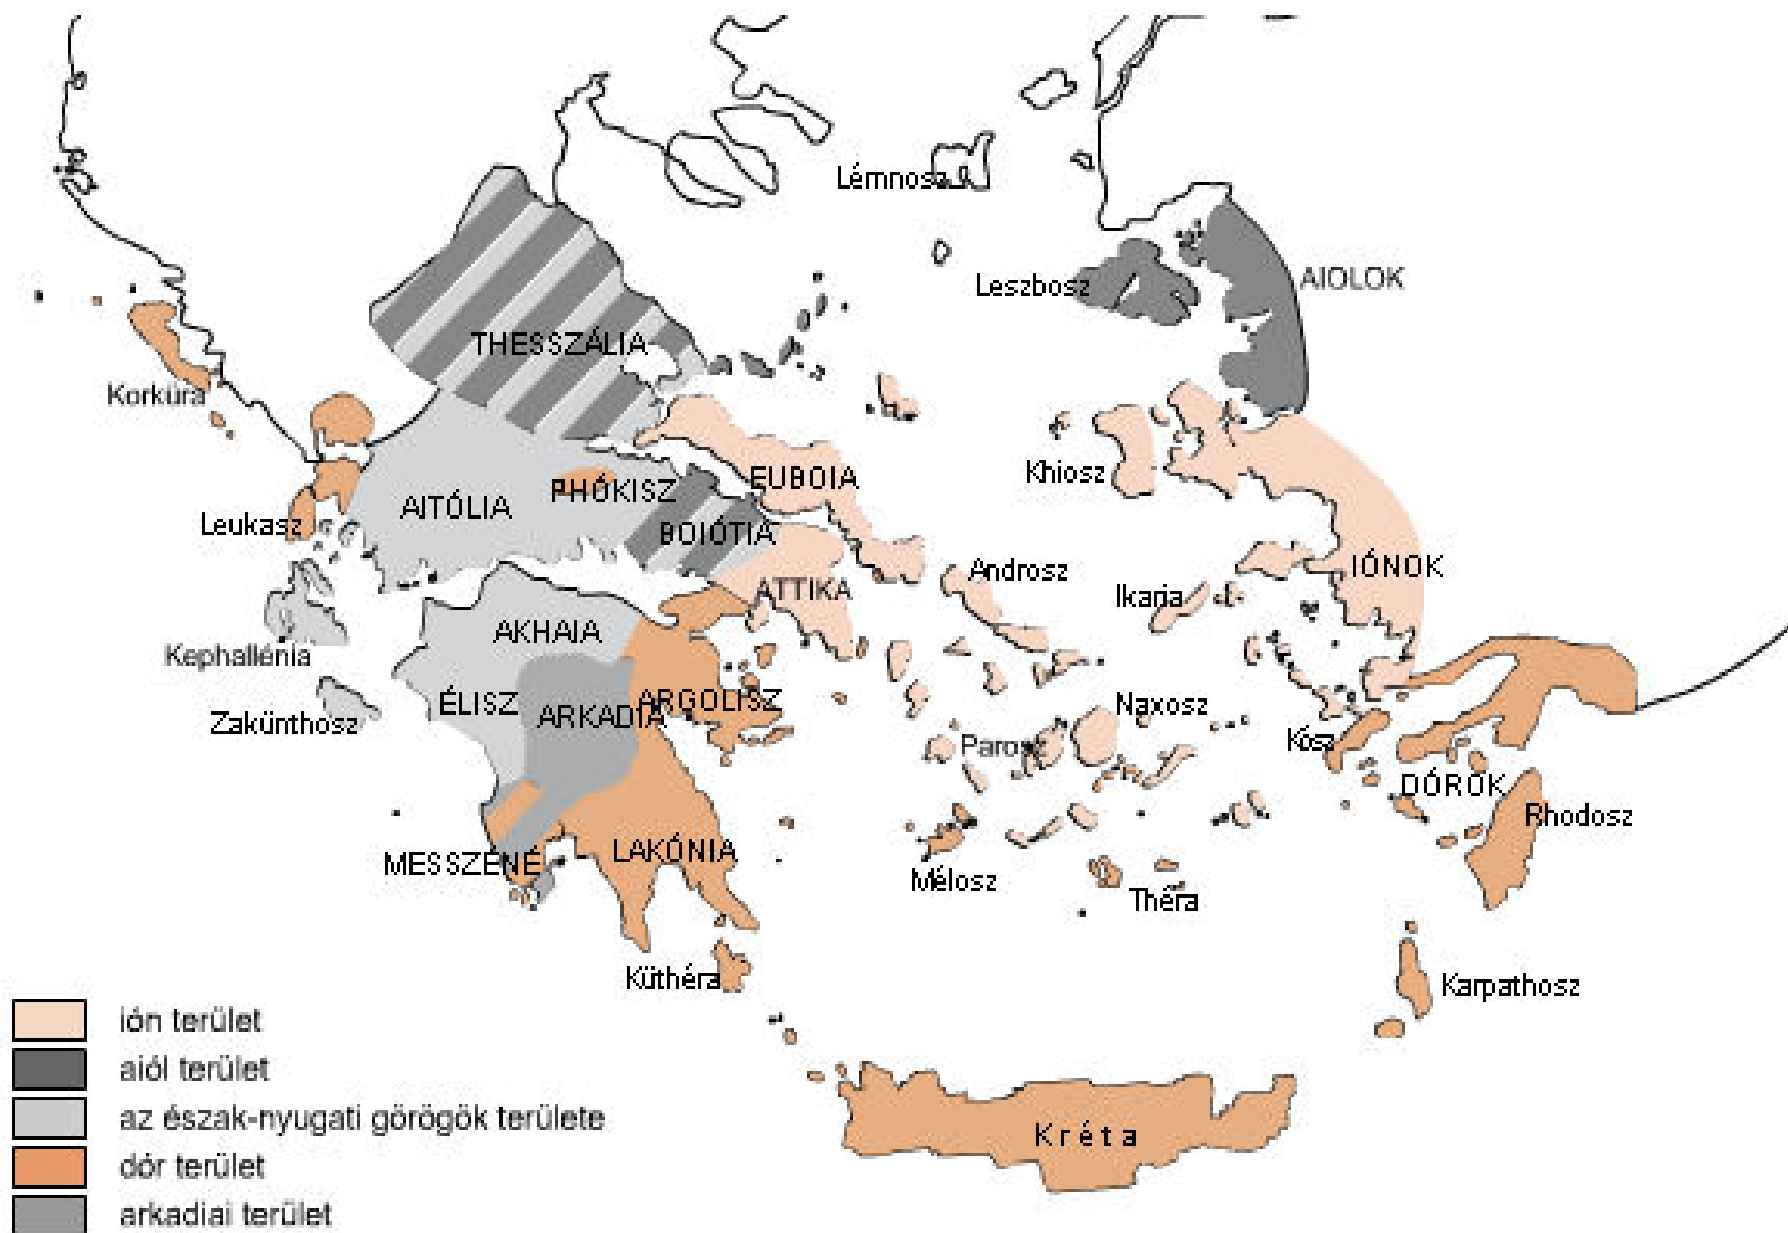 Lémnosz
Leszbosz
AIOLOK
THESSZÁLIA
Korküra
Khiosz
EUBOIA
PHÓKISZ
AITÓLIA
Leukasz
BOIÓTIA
IÓNOK
Androsz
ATTIKA
Ikaria
AKHAIA
Kephallénia
ÉLISZ
ARKADIA
ARGOLISZ
Naxosz
Zakünthosz
Kósz
Parosz
DÓROK
Rhodosz
MESSZÉNÉ
LAKÓNIA
Mélosz
Théra
Küthéra
Karpathosz
Kréta
ión terület
aiól terület
az észak-nyugati görögök területe
dór terület
arkadiai terület